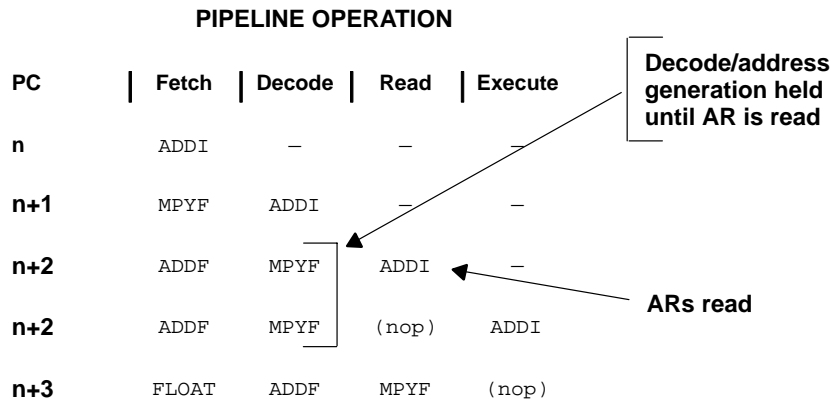 PIPELINE OPERATION
Decode/address
generation held
until AR is read
PC Fetch Decode Read Execute
n ADDI – – –
n+1 MPYF ADDI – –
n+2 ADDF MPYF ADDI –
ARs read
n+2 ADDF MPYF (nop) ADDI
n+3 FLOAT ADDF MPYF (nop)